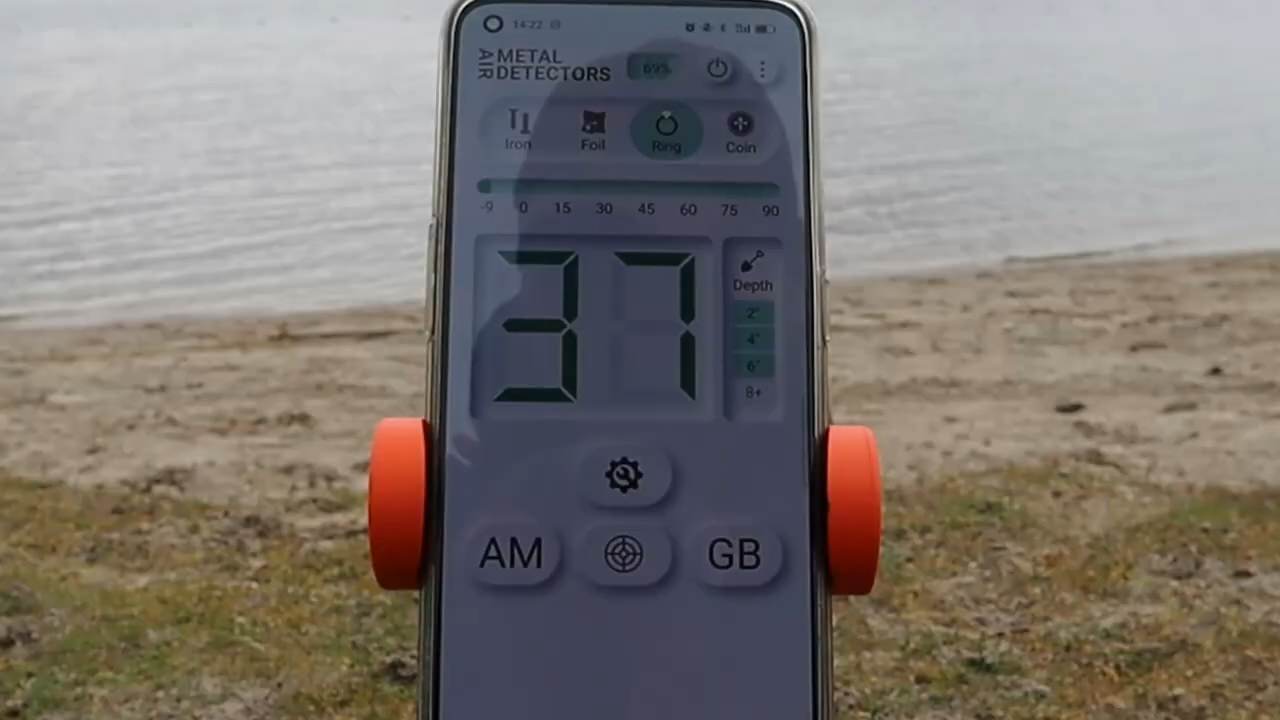 14:22
AIR METAL
DETECTORS
69%
Iron Foil Ring Coin
-9 0 15 30 45 60 75 90
37
Depth
2"
4"
6"
8+
AM GB